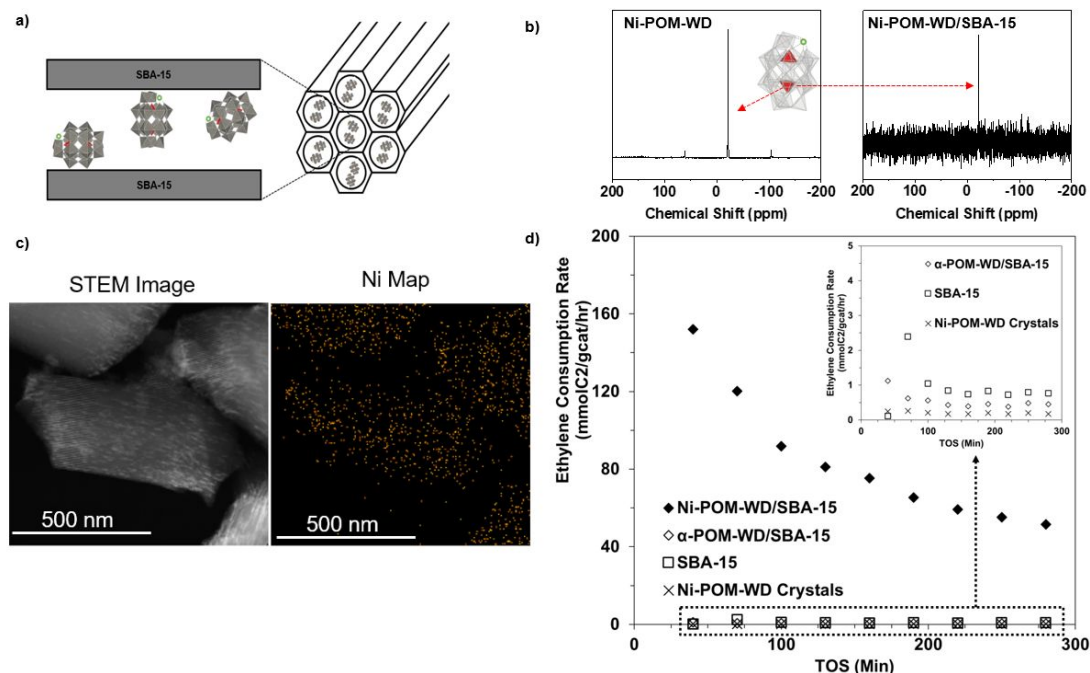 a)
SBA-15
SBA-15
b)
Ni-POM-WD
Ni-POM-WD/SBA-15
200 100 0 -100 -200
Chemical Shift (ppm)
200 100 0 -100 -200
Chemical Shift (ppm)
c)
STEM Image
Ni Map
500 nm
500 nm
d)
Ethylene Consumption Rate
(mmolC2/gcat/hr)
200
160
120
80
40
0
0 100 200 300
TOS (Min)
Ni-POM-WD/SBA-15
α-POM-WD/SBA-15
SBA-15
Ni-POM-WD Crystals
Ethylene Consumption Rate
(mmolC2/gcat/hr)
5
4
3
2
1
0
0 100 200 300
TOS (Min)
α-POM-WD/SBA-15
SBA-15
Ni-POM-WD Crystals